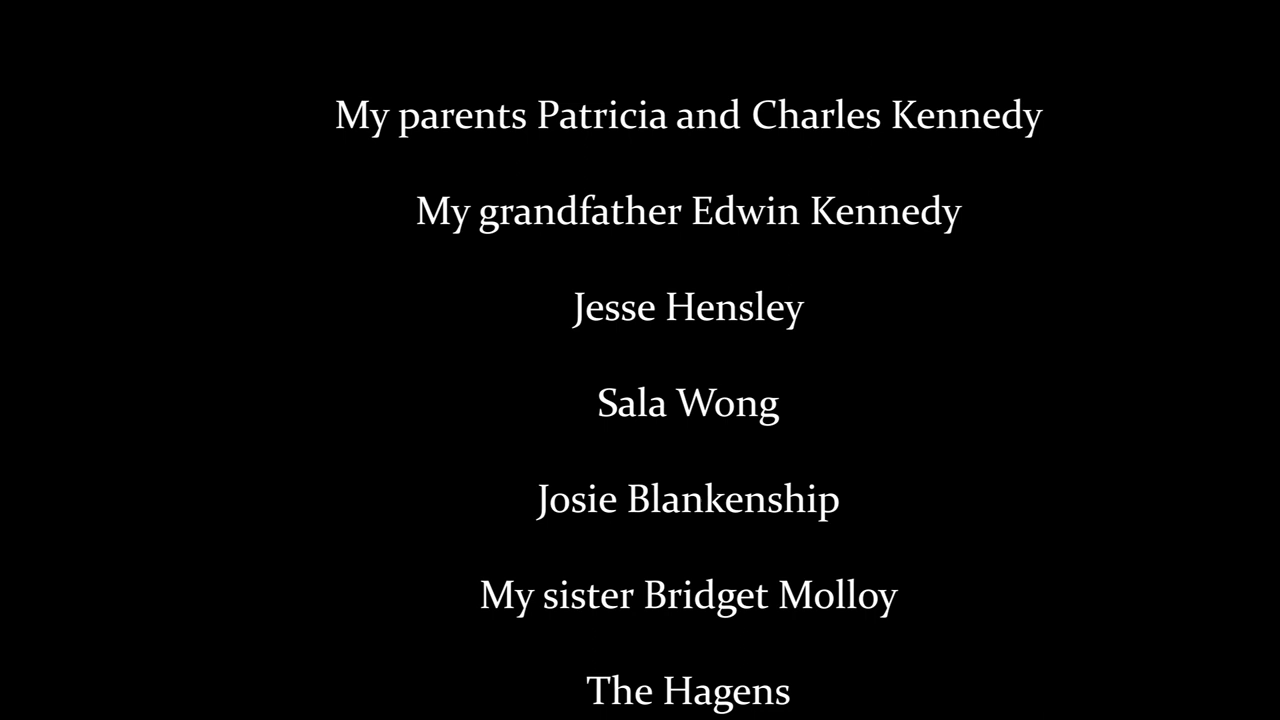 My parents Patricia and Charles Kennedy
My grandfather Edwin Kennedy
Jesse Hensley
Sala Wong
Josie Blankenship
My sister Bridget Molloy
The Hagens